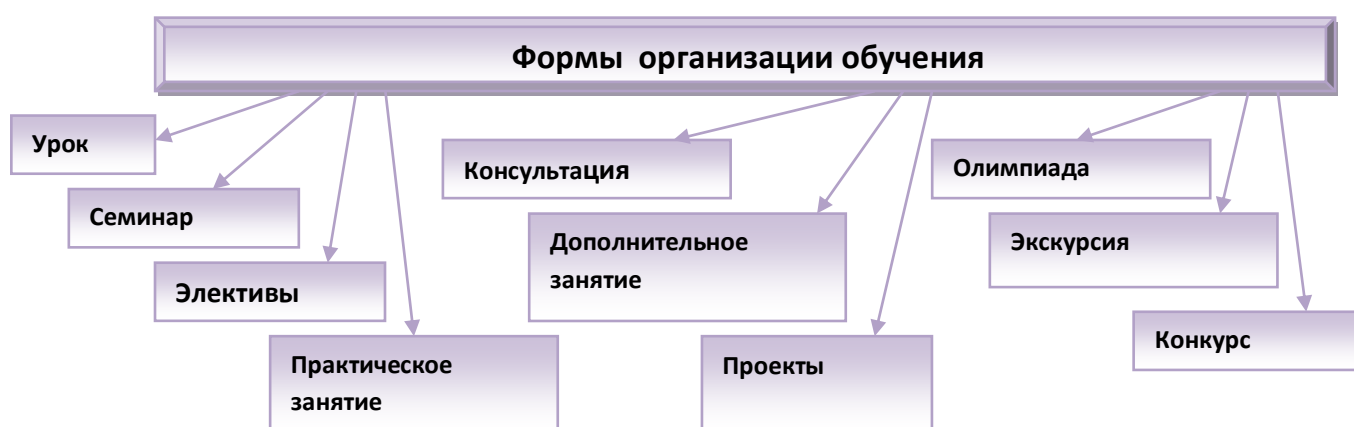 Формы организации обучения
Урок
Семинар
Элективы
Практическое
занятие
Консультация
Дополнительное
занятие
Проекты
Олимпиада
Экскурсия
Конкурс